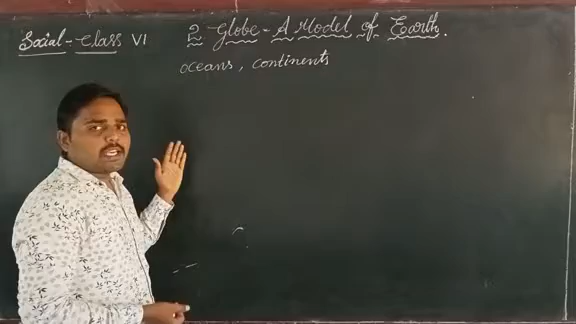 Social - Class VI
2 Globe - A Model of Earth.
oceans, continents